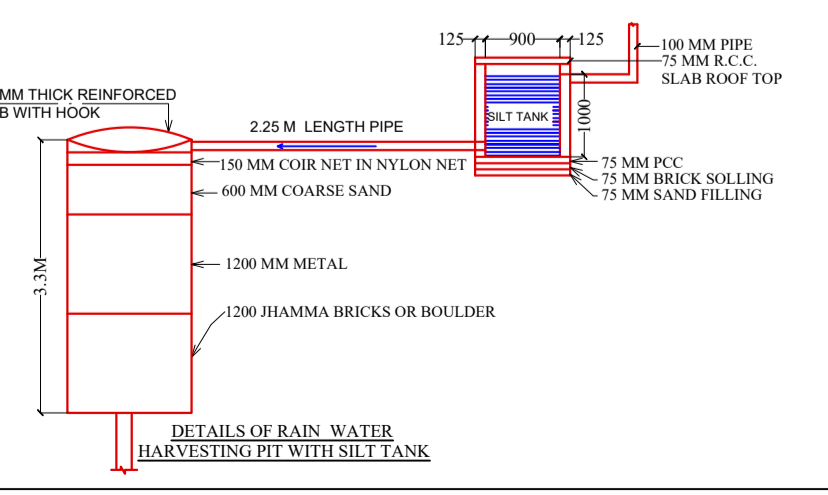 125
900
125
100 MM PIPE
75 MM R.C.C.
SLAB ROOF TOP
MM THICK REINFORCED
B WITH HOOK
SILT TANK
1000
2.25 M LENGTH PIPE
150 MM COIR NET IN NYLON NET
75 MM PCC
75 MM BRICK SOLLING
75 MM SAND FILLING
600 MM COARSE SAND
1200 MM METAL
3.3M
1200 JHAMMA BRICKS OR BOULDER
DETAILS OF RAIN WATER
HARVESTING PIT WITH SILT TANK